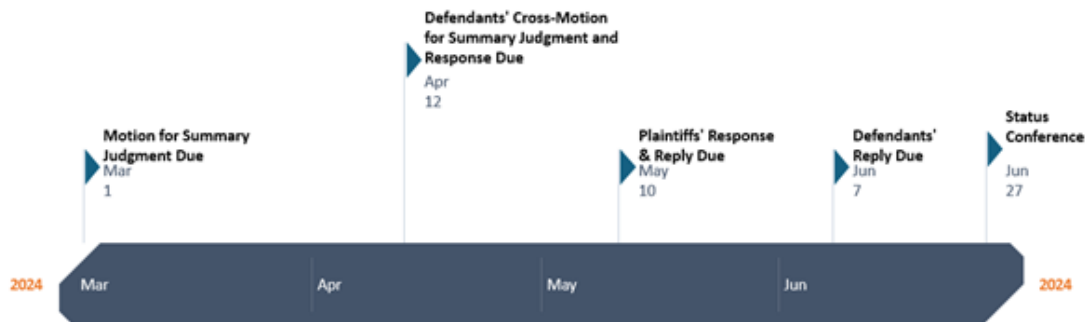 Defendants' Cross-Motion
for Summary Judgment and
Response Due
Apr
12
Motion for Summary
Judgment Due
Mar
1
Plaintiffs' Response
& Reply Due
May
10
Defendants'
Reply Due
Jun
7
Status
Conference
Jun
27
2024
Mar
Apr
May
Jun
2024